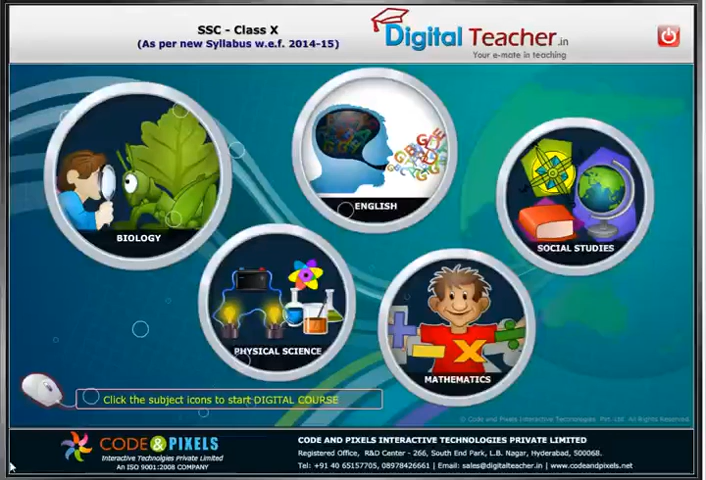 SSC - Class X
(As per new Syllabus w.e.f. 2014-15)
Digital Teacher.in
Your e-mate in teaching
BIOLOGY
ENGLISH
SOCIAL STUDIES
PHYSICAL SCIENCE
MATHEMATICS
Click the subject icons to start DIGITAL COURSE
© Code and Pixels Interactive Technologies Pvt. Ltd. All Rights Reserved
CODE & PIXELS
Interactive Technologies Private Limited
An ISO 9001:2008 COMPANY
CODE AND PIXELS INTERACTIVE TECHNOLOGIES PRIVATE LIMITED
Registered Office, R&D Center - 266, South End Park, L.B. Nagar, Hyderabad, 500068.
Tel: +91 40 65157705, 08978426661 | Email: sales@digitalteacher.in | www.codeandpixels.net